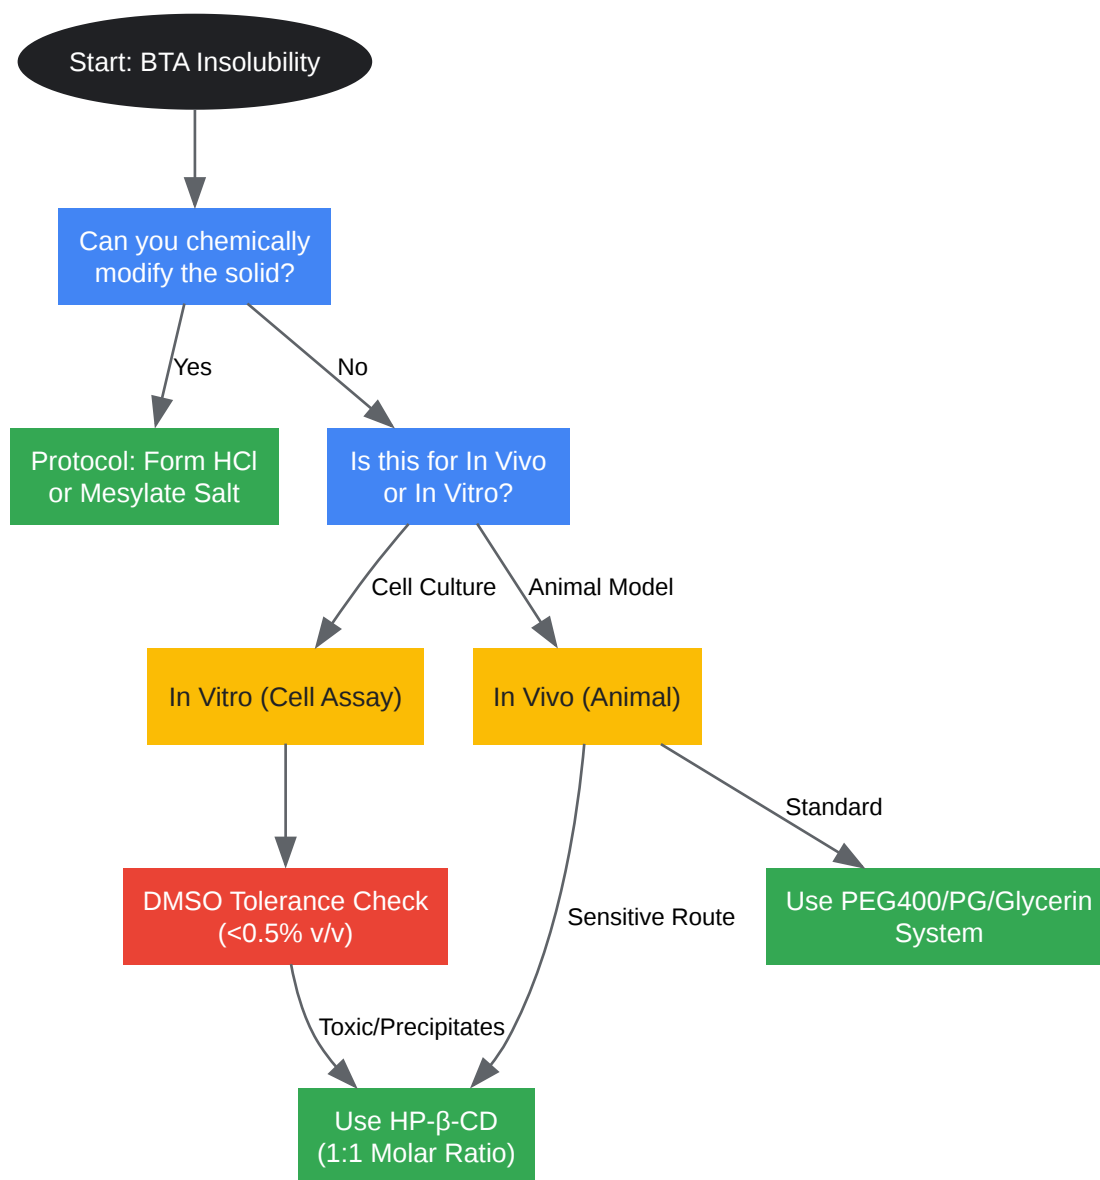 Start: BTA Insolubility
Can you chemically
modify the solid?
Yes
No
Protocol: Form HCl
or Mesylate Salt
Is this for In Vivo
or In Vitro?
Cell Culture
Animal Model
In Vitro (Cell Assay)
In Vivo (Animal)
Standard
DMSO Tolerance Check
(<0.5% v/v)
Sensitive Route
Use PEG400/PG/Glycerin
System
Toxic/Precipitates
Use HP-β-CD
(1:1 Molar Ratio)